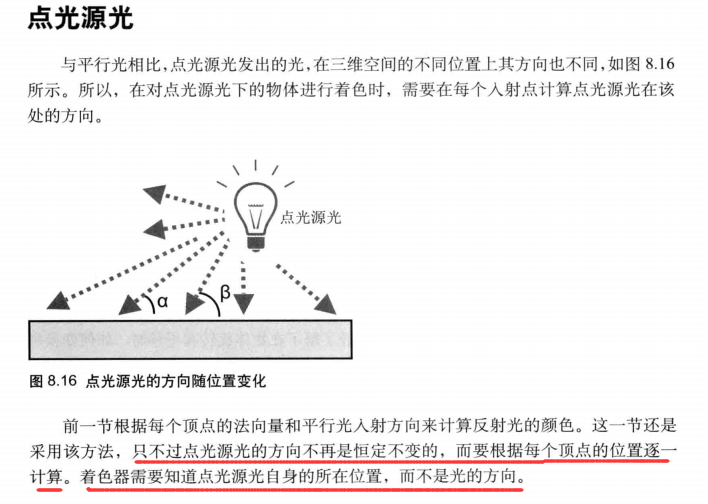 点光源光
与平行光相比，点光源光发出的光，在三维空间的不同位置上其方向也不同，如图 8.16
所示。所以，在对点光源光下的物体进行着色时，需要在每个入射点计算点光源光在该
处的方向。
点光源光
α
β
图 8.16 点光源光的方向随位置变化
前一节根据每个顶点的法向量和平行光入射方向来计算反射光的颜色。这一节还是
采用该方法，只不过点光源光的方向不再是恒定不变的，而要根据每个顶点的位置逐一
计算。着色器需要知道点光源光自身的所在位置，而不是光的方向。